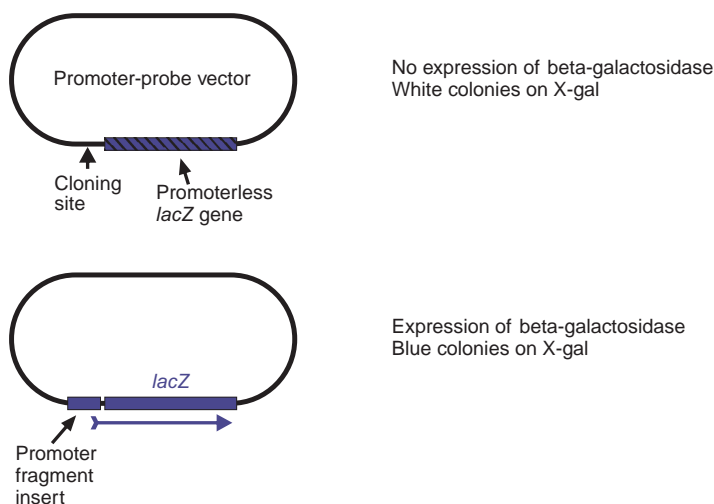 Promoter-probe vector
No expression of beta-galactosidase
White colonies on X-gal
Cloning
site
Promoterless
lacZ gene
Expression of beta-galactosidase
Blue colonies on X-gal
lacZ
Promoter
fragment
insert